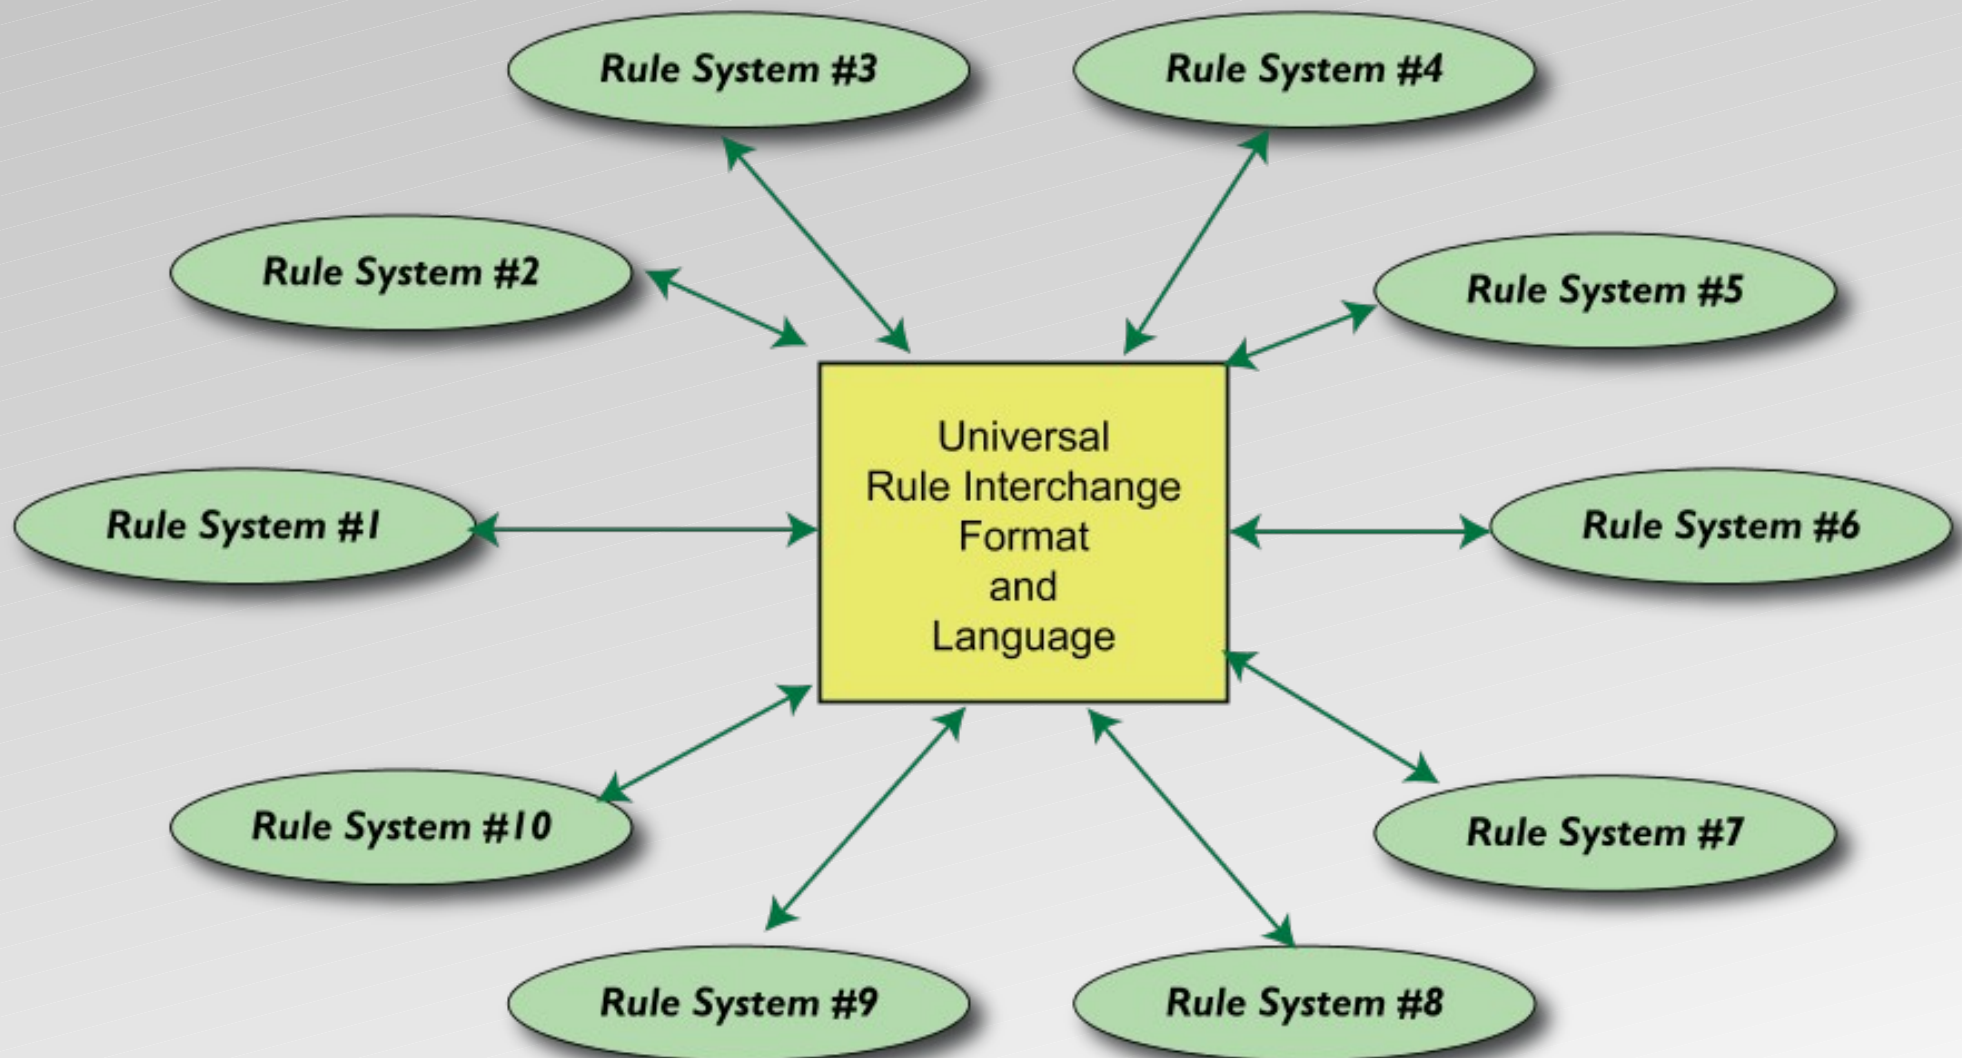 Rule System #3
Rule System #4
Rule System #2
Rule System #5
Universal
Rule Interchange
Format
and
Language
Rule System #1
Rule System #6
Rule System #10
Rule System #7
Rule System #9
Rule System #8